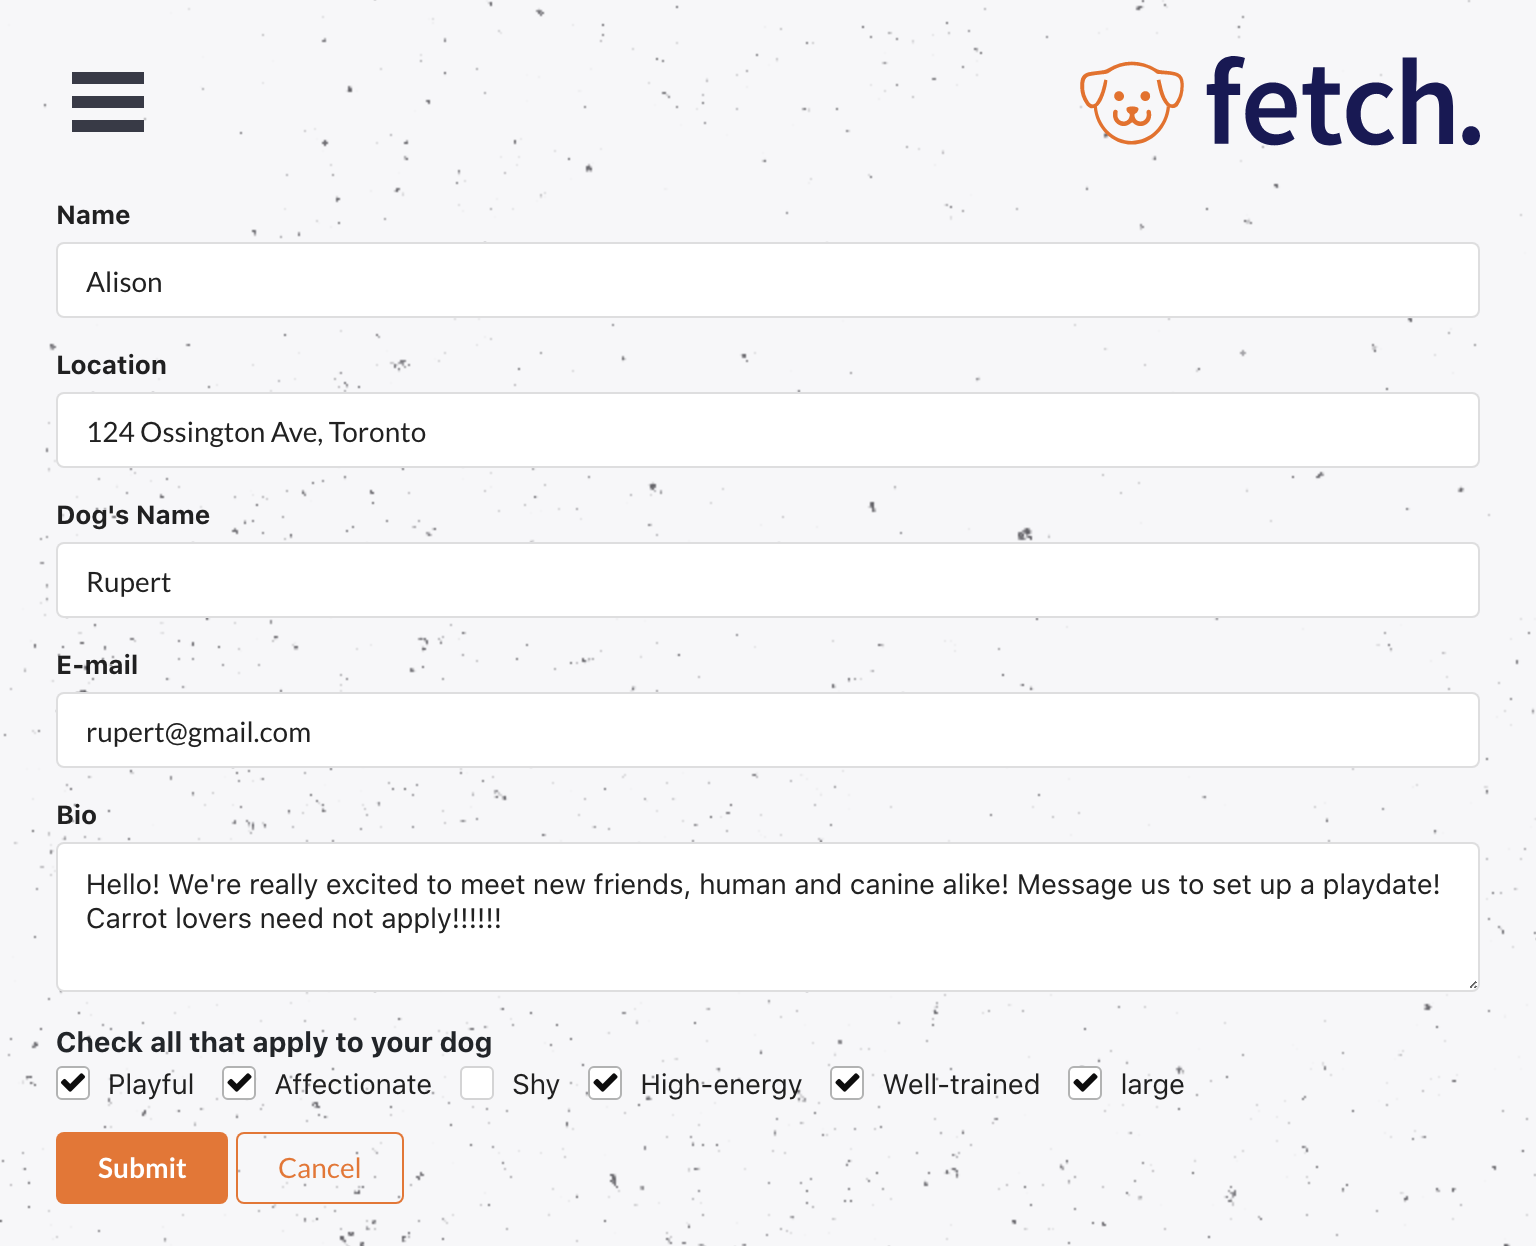 fetch.
Name
Alison
Location
124 Ossington Ave, Toronto
Dog's Name
Rupert
E-mail
rupert@gmail.com
Bio
Hello! We're really excited to meet new friends, human and canine alike! Message us to set up a playdate!
Carrot lovers need not apply!!!!!!
Check all that apply to your dog
Playful Affectionate Shy High-energy Well-trained large
Submit Cancel